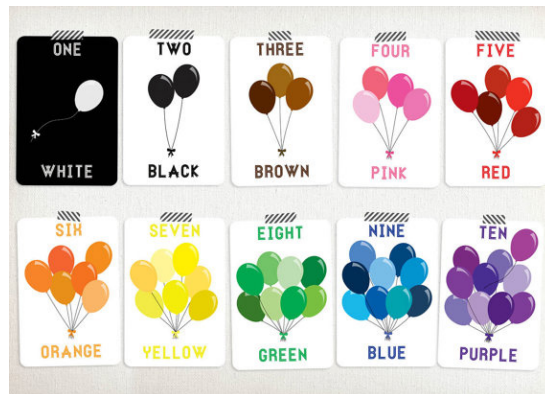 ONE
WHITE
TWO
BLACK
THREE
BROWN
FOUR
PINK
FIVE
RED
SIX
ORANGE
SEVEN
YELLOW
EIGHT
GREEN
NINE
BLUE
TEN
PURPLE